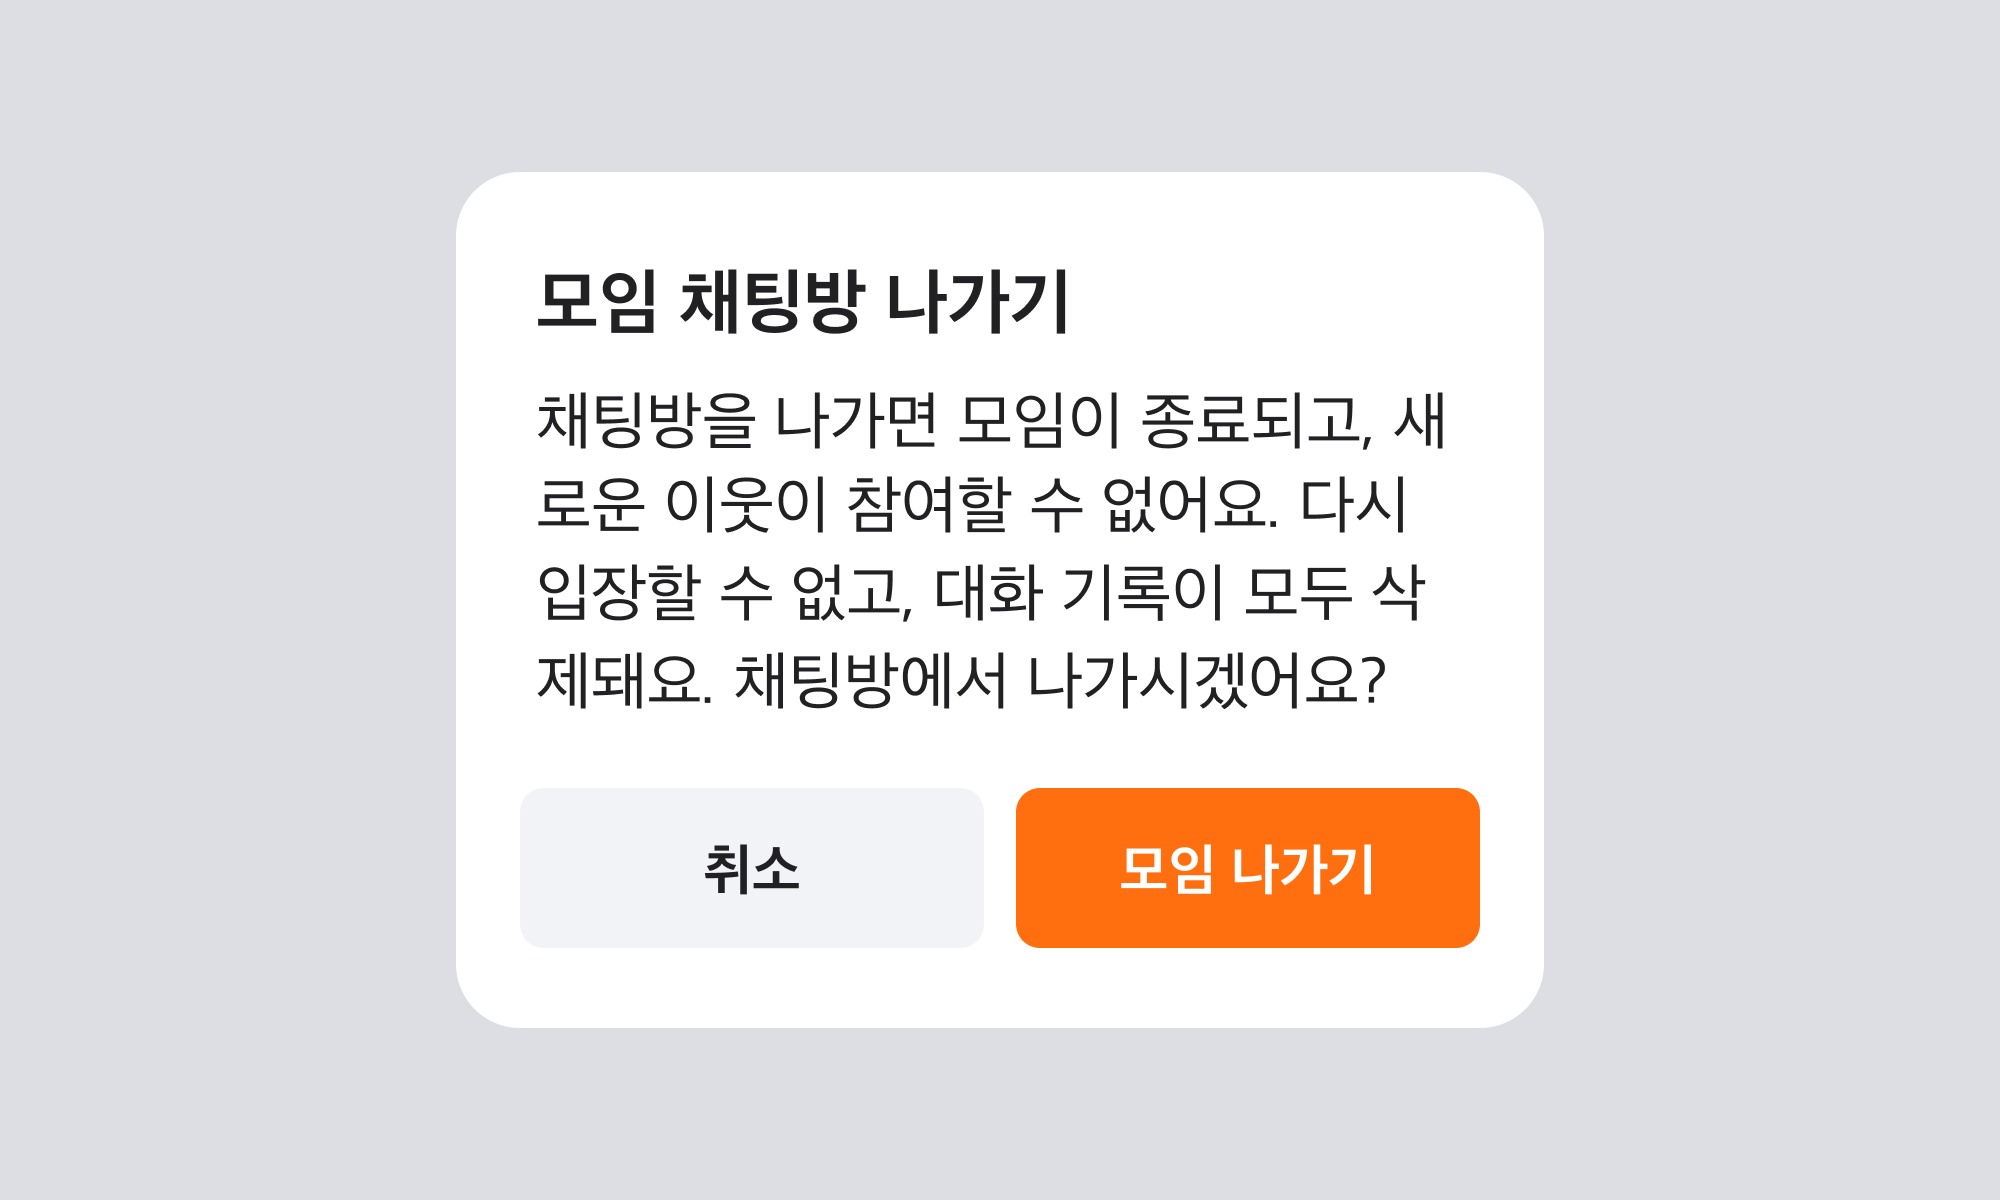 모임 채팅방 나가기
채팅방을 나가면 모임이 종료되고, 새
로운 이웃이 참여할 수 없어요. 다시
입장할 수 없고, 대화 기록이 모두 삭
제돼요. 채팅방에서 나가시겠어요?
취소
모임 나가기